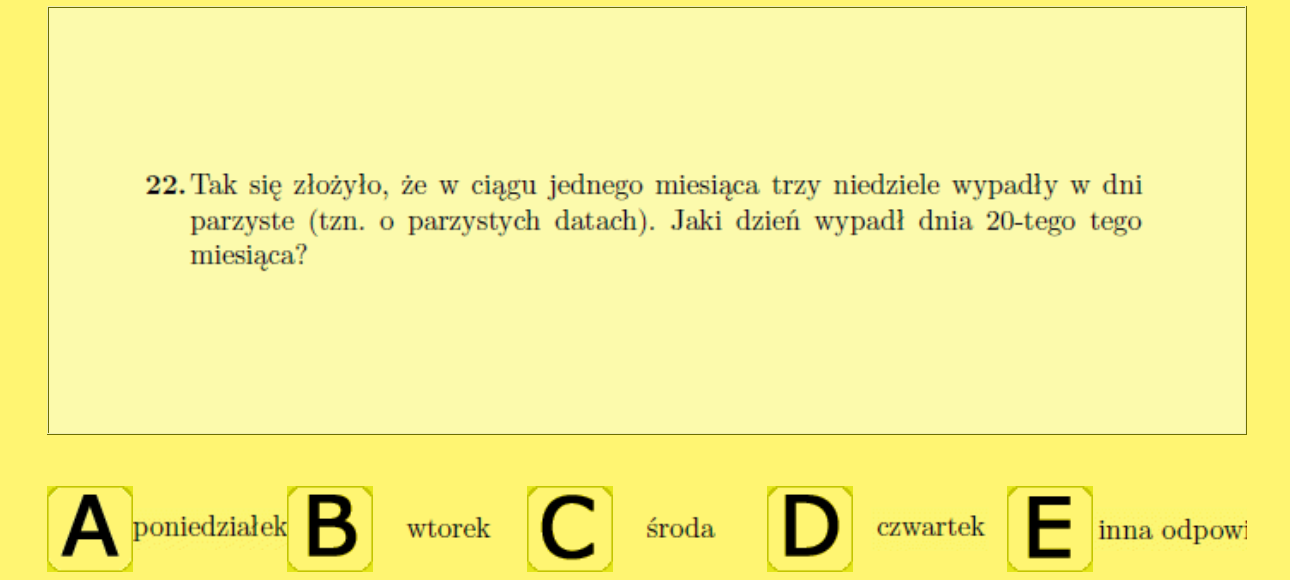 22. Tak się złożyło, że w ciągu jednego miesiąca trzy niedziele wypadły w dni
parzyste (tzn. o parzystych datach). Jaki dzień wypadł dnia 20-tego tego
miesiąca?
A poniedziałek B wtorek C środa D czwartek E inna odpowi